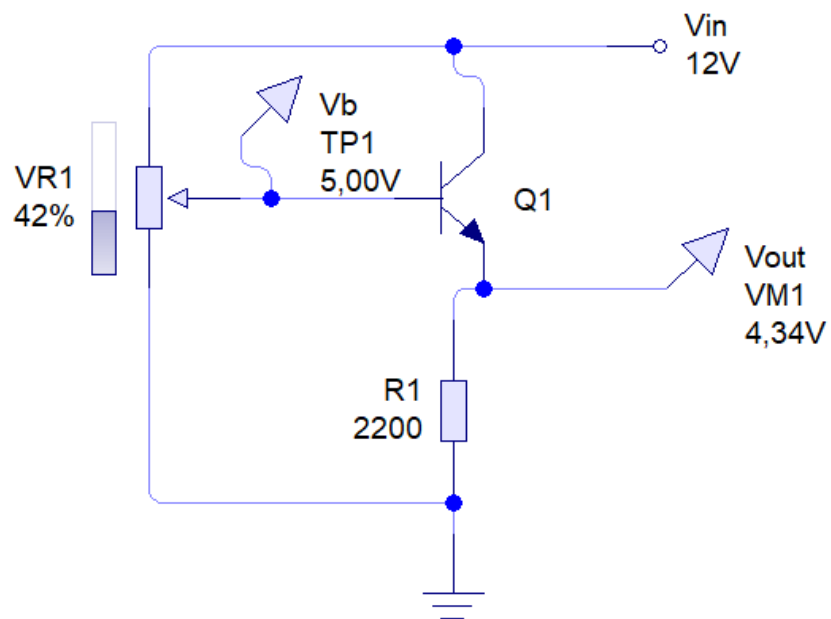 Vin
12V
Vb
TP1
5,00V
VR1
42%
Q1
Vout
VM1
4,34V
R1
2200